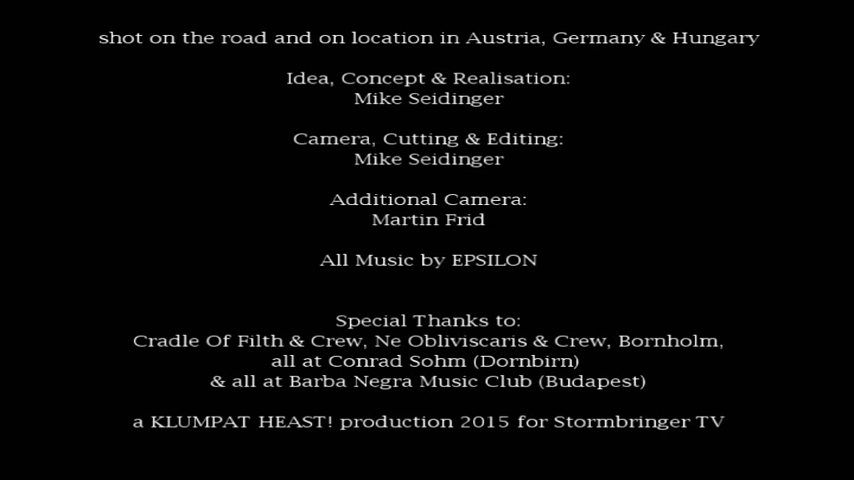 shot on the road and on location in Austria, Germany & Hungary
Idea, Concept & Realisation:
Mike Seidinger
Camera, Cutting & Editing:
Mike Seidinger
Additional Camera:
Martin Frid
All Music by EPSILON
Special Thanks to:
Cradle Of Filth & Crew, Ne Obliviscaris & Crew, Bornholm,
all at Conrad Sohm (Dornbirn)
& all at Barba Negra Music Club (Budapest)
a KLUMPAT HEAST! production 2015 for Stormbringer TV